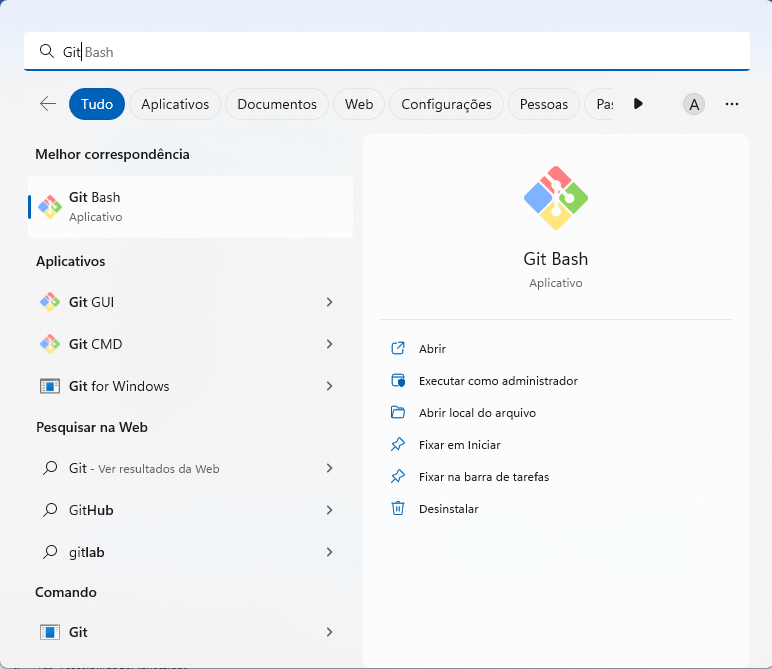 Git Bash
Tudo Aplicativos Documentos Web Configurações Pessoas A ...
Melhor correspondência
Git Bash
Aplicativo
Aplicativos
Git GUI
Git CMD
Git for Windows
Pesquisar na Web
Git - Ver resultados da Web
GitHub
gitlab
Comando
Git
Git Bash
Aplicativo
Abrir
Executar como administrador
Abrir local do arquivo
Fixar em Iniciar
Fixar na barra de tarefas
Desinstalar